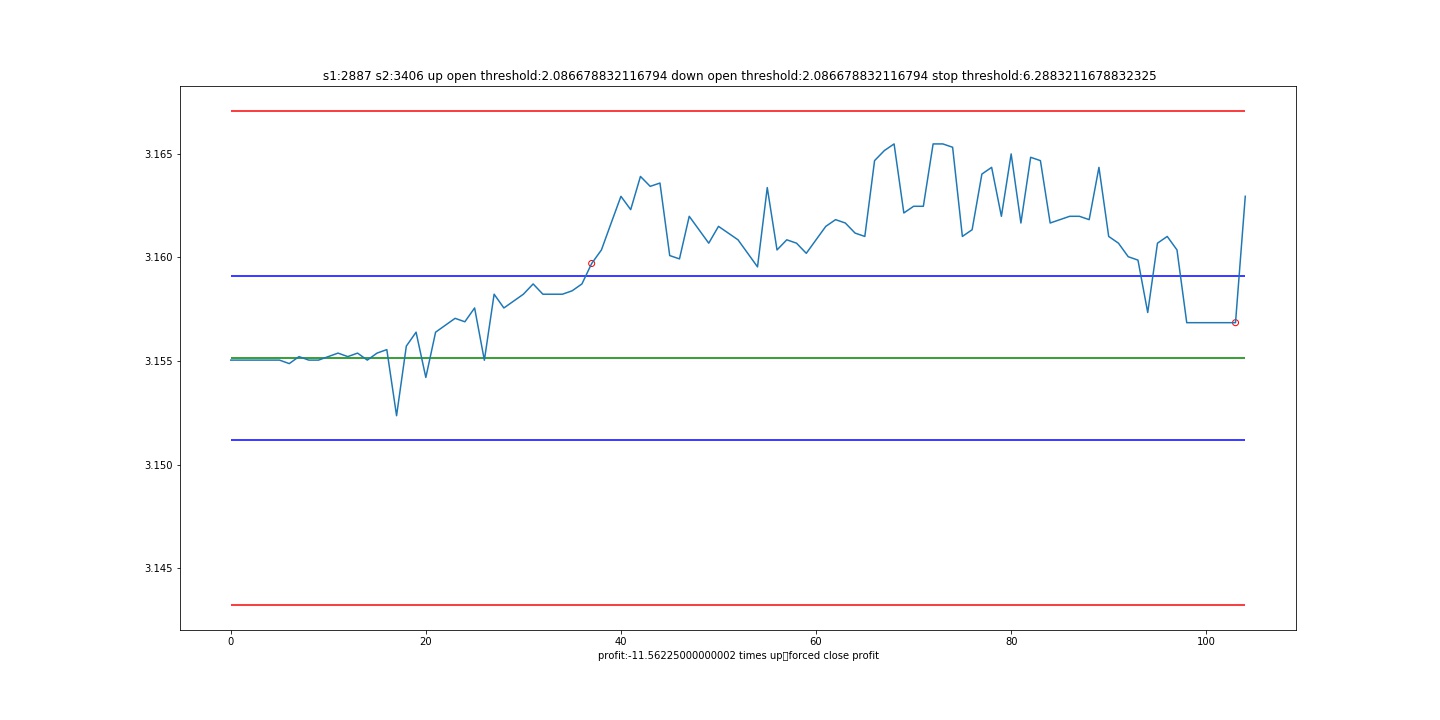 s1:2887 s2:3406 up open threshold:2.086678832116794 down open threshold:2.086678832116794 stop threshold:6.2883211678832325
3.165
3.160
3.155
3.150
3.145
0 20 40 60 80 100
profit:-11.56225000000002 times up▯forced close profit